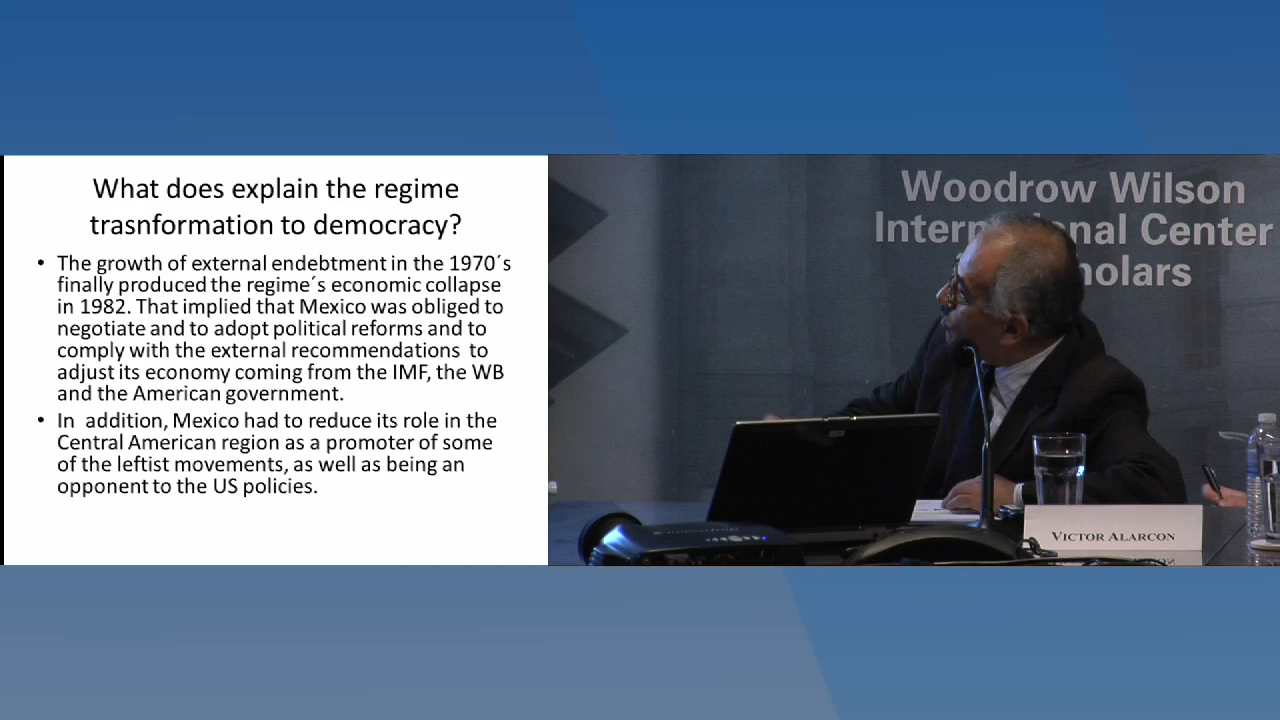 What does explain the regime
trasnformation to democracy?
• The growth of external endebtment in the 1970´s
finally produced the regime´s economic collapse
in 1982. That implied that Mexico was obliged to
negotiate and to adopt political reforms and to
comply with the external recommendations to
adjust its economy coming from the IMF, the WB
and the American government.
• In addition, Mexico had to reduce its role in the
Central American region as a promoter of some
of the leftist movements, as well as being an
opponent to the US policies.
Woodrow Wilson
Center
VICTOR ALARCON